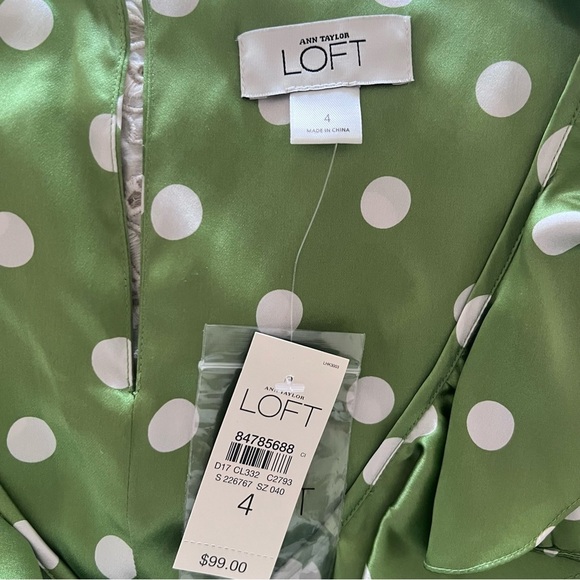 ANN TAYLOR
LOFT
4
MADE IN CHINA
ANN TAYLOR
LOFT
84785688 CI
D17 CL332 C2793
S 226767 SZ 040
4
$99.00